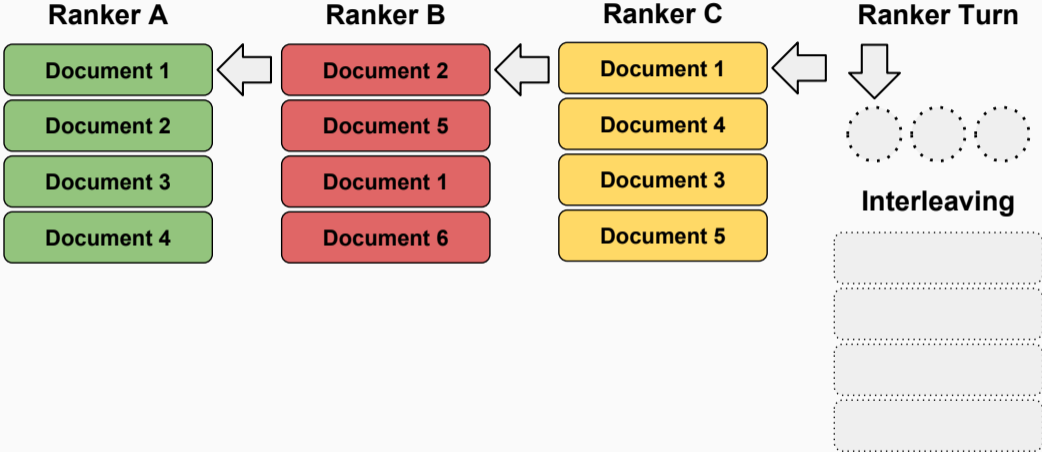 Ranker A
Ranker B
Ranker C
Ranker Turn
Document 1
Document 2
Document 1
Document 2
Document 5
Document 4
Document 3
Document 1
Document 3
Document 4
Document 6
Document 5
Interleaving